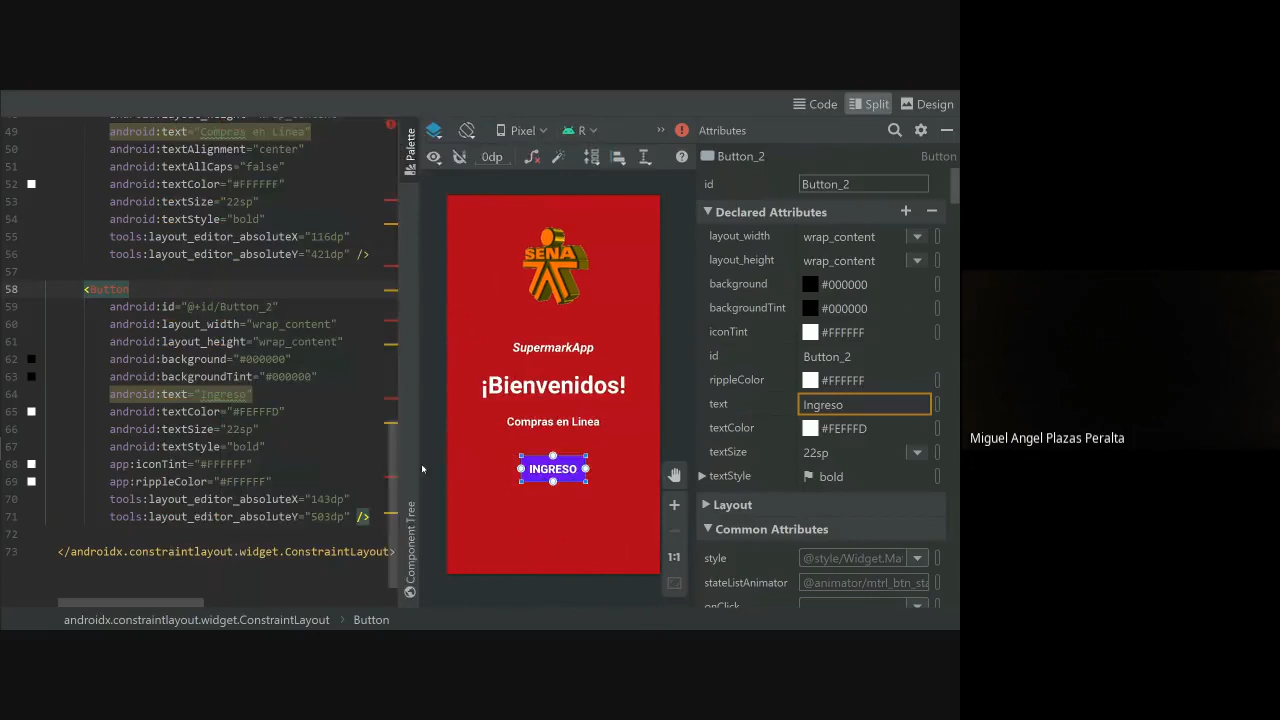 Code
Split
Design
49 android:text="Compras en Linea"
50 android:textAlignment="center"
51 android:textAllCaps="false"
52 android:textColor="#FFFFFF"
53 android:textSize="22sp"
54 android:textStyle="bold"
55 tools:layout_editor_absoluteX="116dp"
56 tools:layout_editor_absoluteY="421dp" />
57
58 <Button
59 android:id="@+id/Button_2"
60 android:layout_width="wrap_content"
61 android:layout_height="wrap_content"
62 android:background="#000000"
63 android:backgroundTint="#000000"
64 android:text="Ingreso"
65 android:textColor="#FEFFFD"
66 android:textSize="22sp"
67 android:textStyle="bold"
68 app:iconTint="#FFFFFF"
69 app:rippleColor="#FFFFFF"
70 tools:layout_editor_absoluteX="143dp"
71 tools:layout_editor_absoluteY="503dp" />
72
73 </androidx.constraintlayout.widget.ConstraintLayout>
androidx.constraintlayout.widget.ConstraintLayout › Button
Palette
Component Tree
Pixel
R
»
0dp
SENA
SupermarkApp
¡Bienvenidos!
Compras en Linea
INGRESO
1:1
Attributes
Button_2 Button
id Button_2
Declared Attributes
layout_width wrap_content
layout_height wrap_content
background #000000
backgroundTint #000000
iconTint #FFFFFF
id Button_2
rippleColor #FFFFFF
text Ingreso
textColor #FEFFFD
textSize 22sp
textStyle bold
Layout
Common Attributes
style @style/Widget.Ma
stateListAnimator @animator/mtrl_btn_sta
onClick
Miguel Angel Plazas Peralta